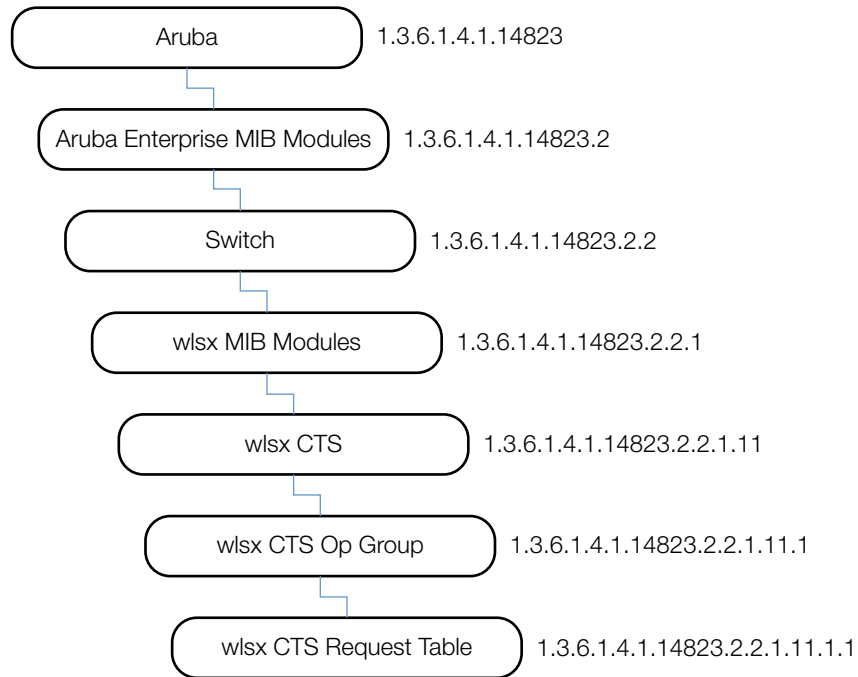 Aruba 1.3.6.1.4.1.14823
Aruba Enterprise MIB Modules 1.3.6.1.4.1.14823.2
Switch 1.3.6.1.4.1.14823.2.2
wlsx MIB Modules 1.3.6.1.4.1.14823.2.2.1
wlsx CTS 1.3.6.1.4.1.14823.2.2.1.11
wlsx CTS Op Group 1.3.6.1.4.1.14823.2.2.1.11.1
wlsx CTS Request Table 1.3.6.1.4.1.14823.2.2.1.11.1.1